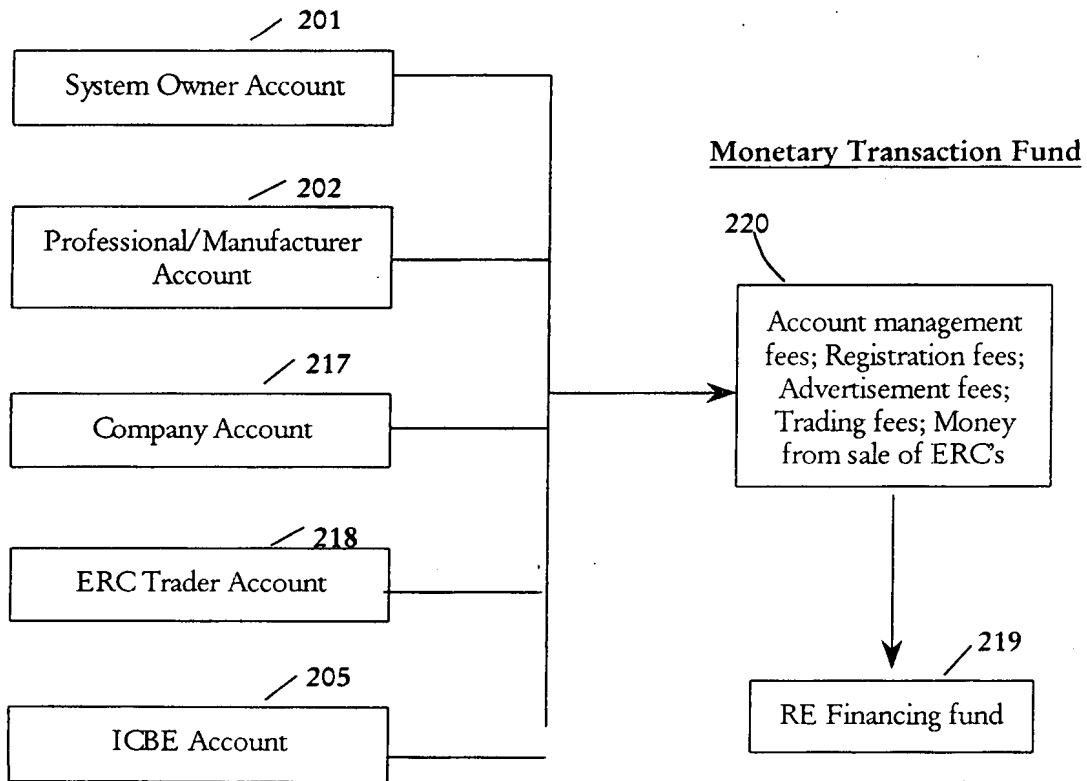 201
System Owner Account
202
Professional/Manufacturer
Account
217
Company Account
218
ERC Trader Account
205
ICBE Account
Monetary Transaction Fund
220
Account management
fees; Registration fees;
Advertisement fees;
Trading fees; Money
from sale of ERC's
219
RE Financing fund